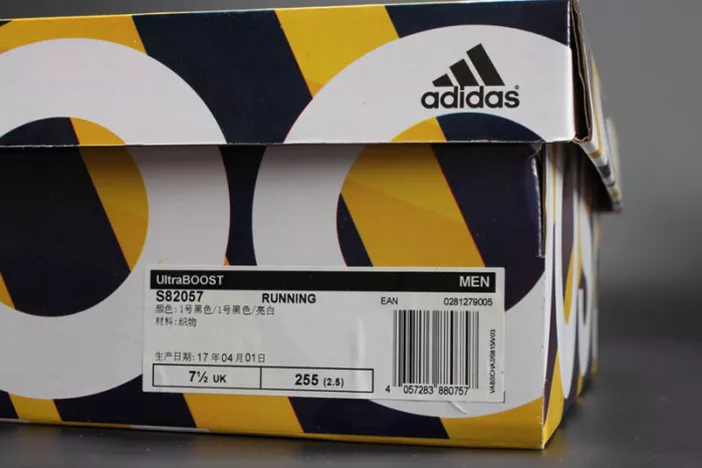 adidas
UltraBOOST MEN
S82057 RUNNING EAN 0281279005
颜色:1号黑色/1号黑色/亮白
材料:织物
生产日期:17 年04月01日
7½ UK 255 (2.5)
4 057283 880757